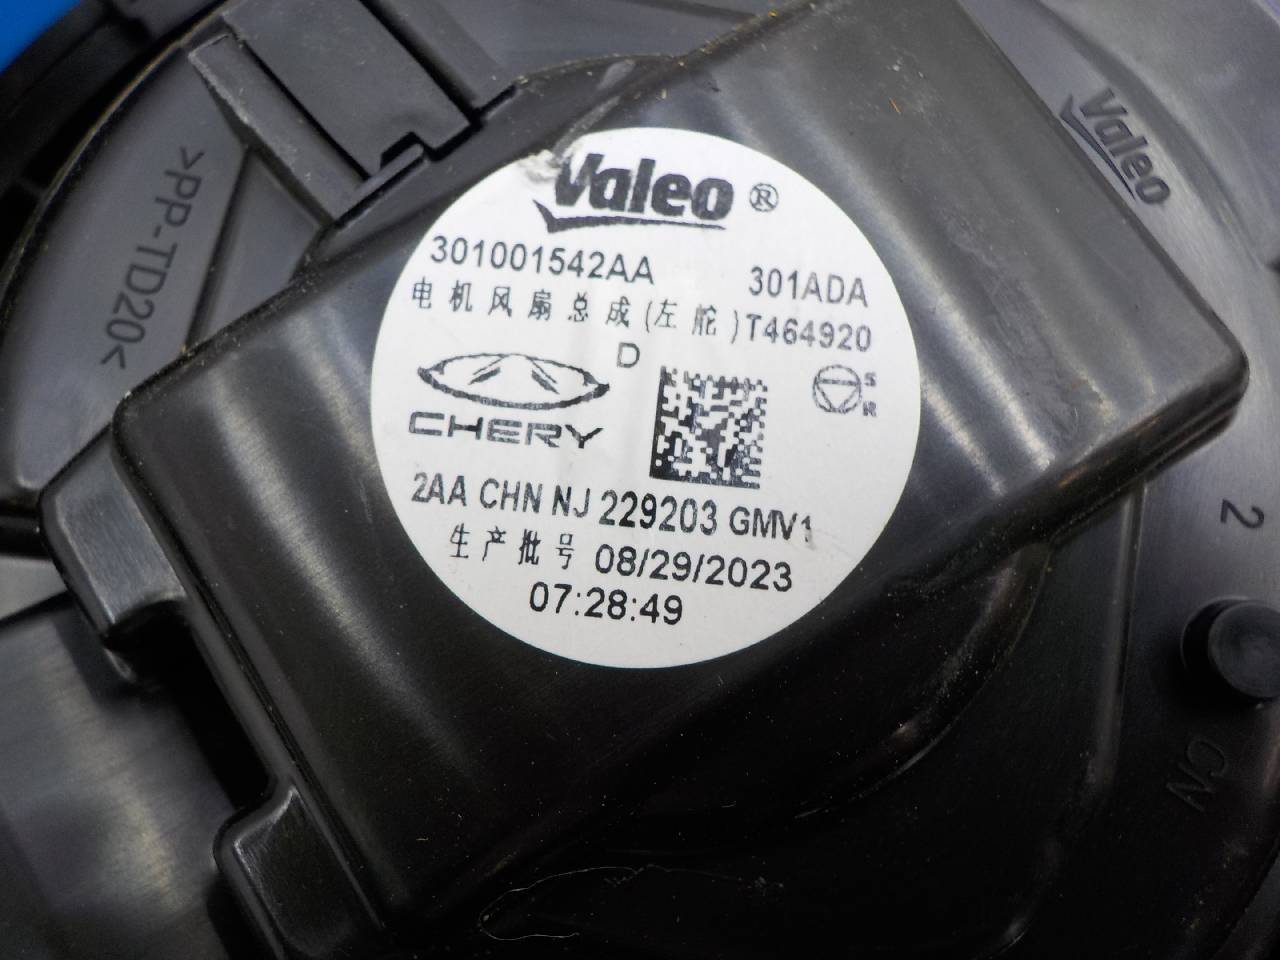 Valeo®
301001542AA 301ADA
电机风扇总成(左舵) T464920
D
S
R
CHERY
2AA CHN NJ 229203 GMV1
生产批号 08/29/2023
07:28:49
>PP-TD20<
Valeo
2
CN